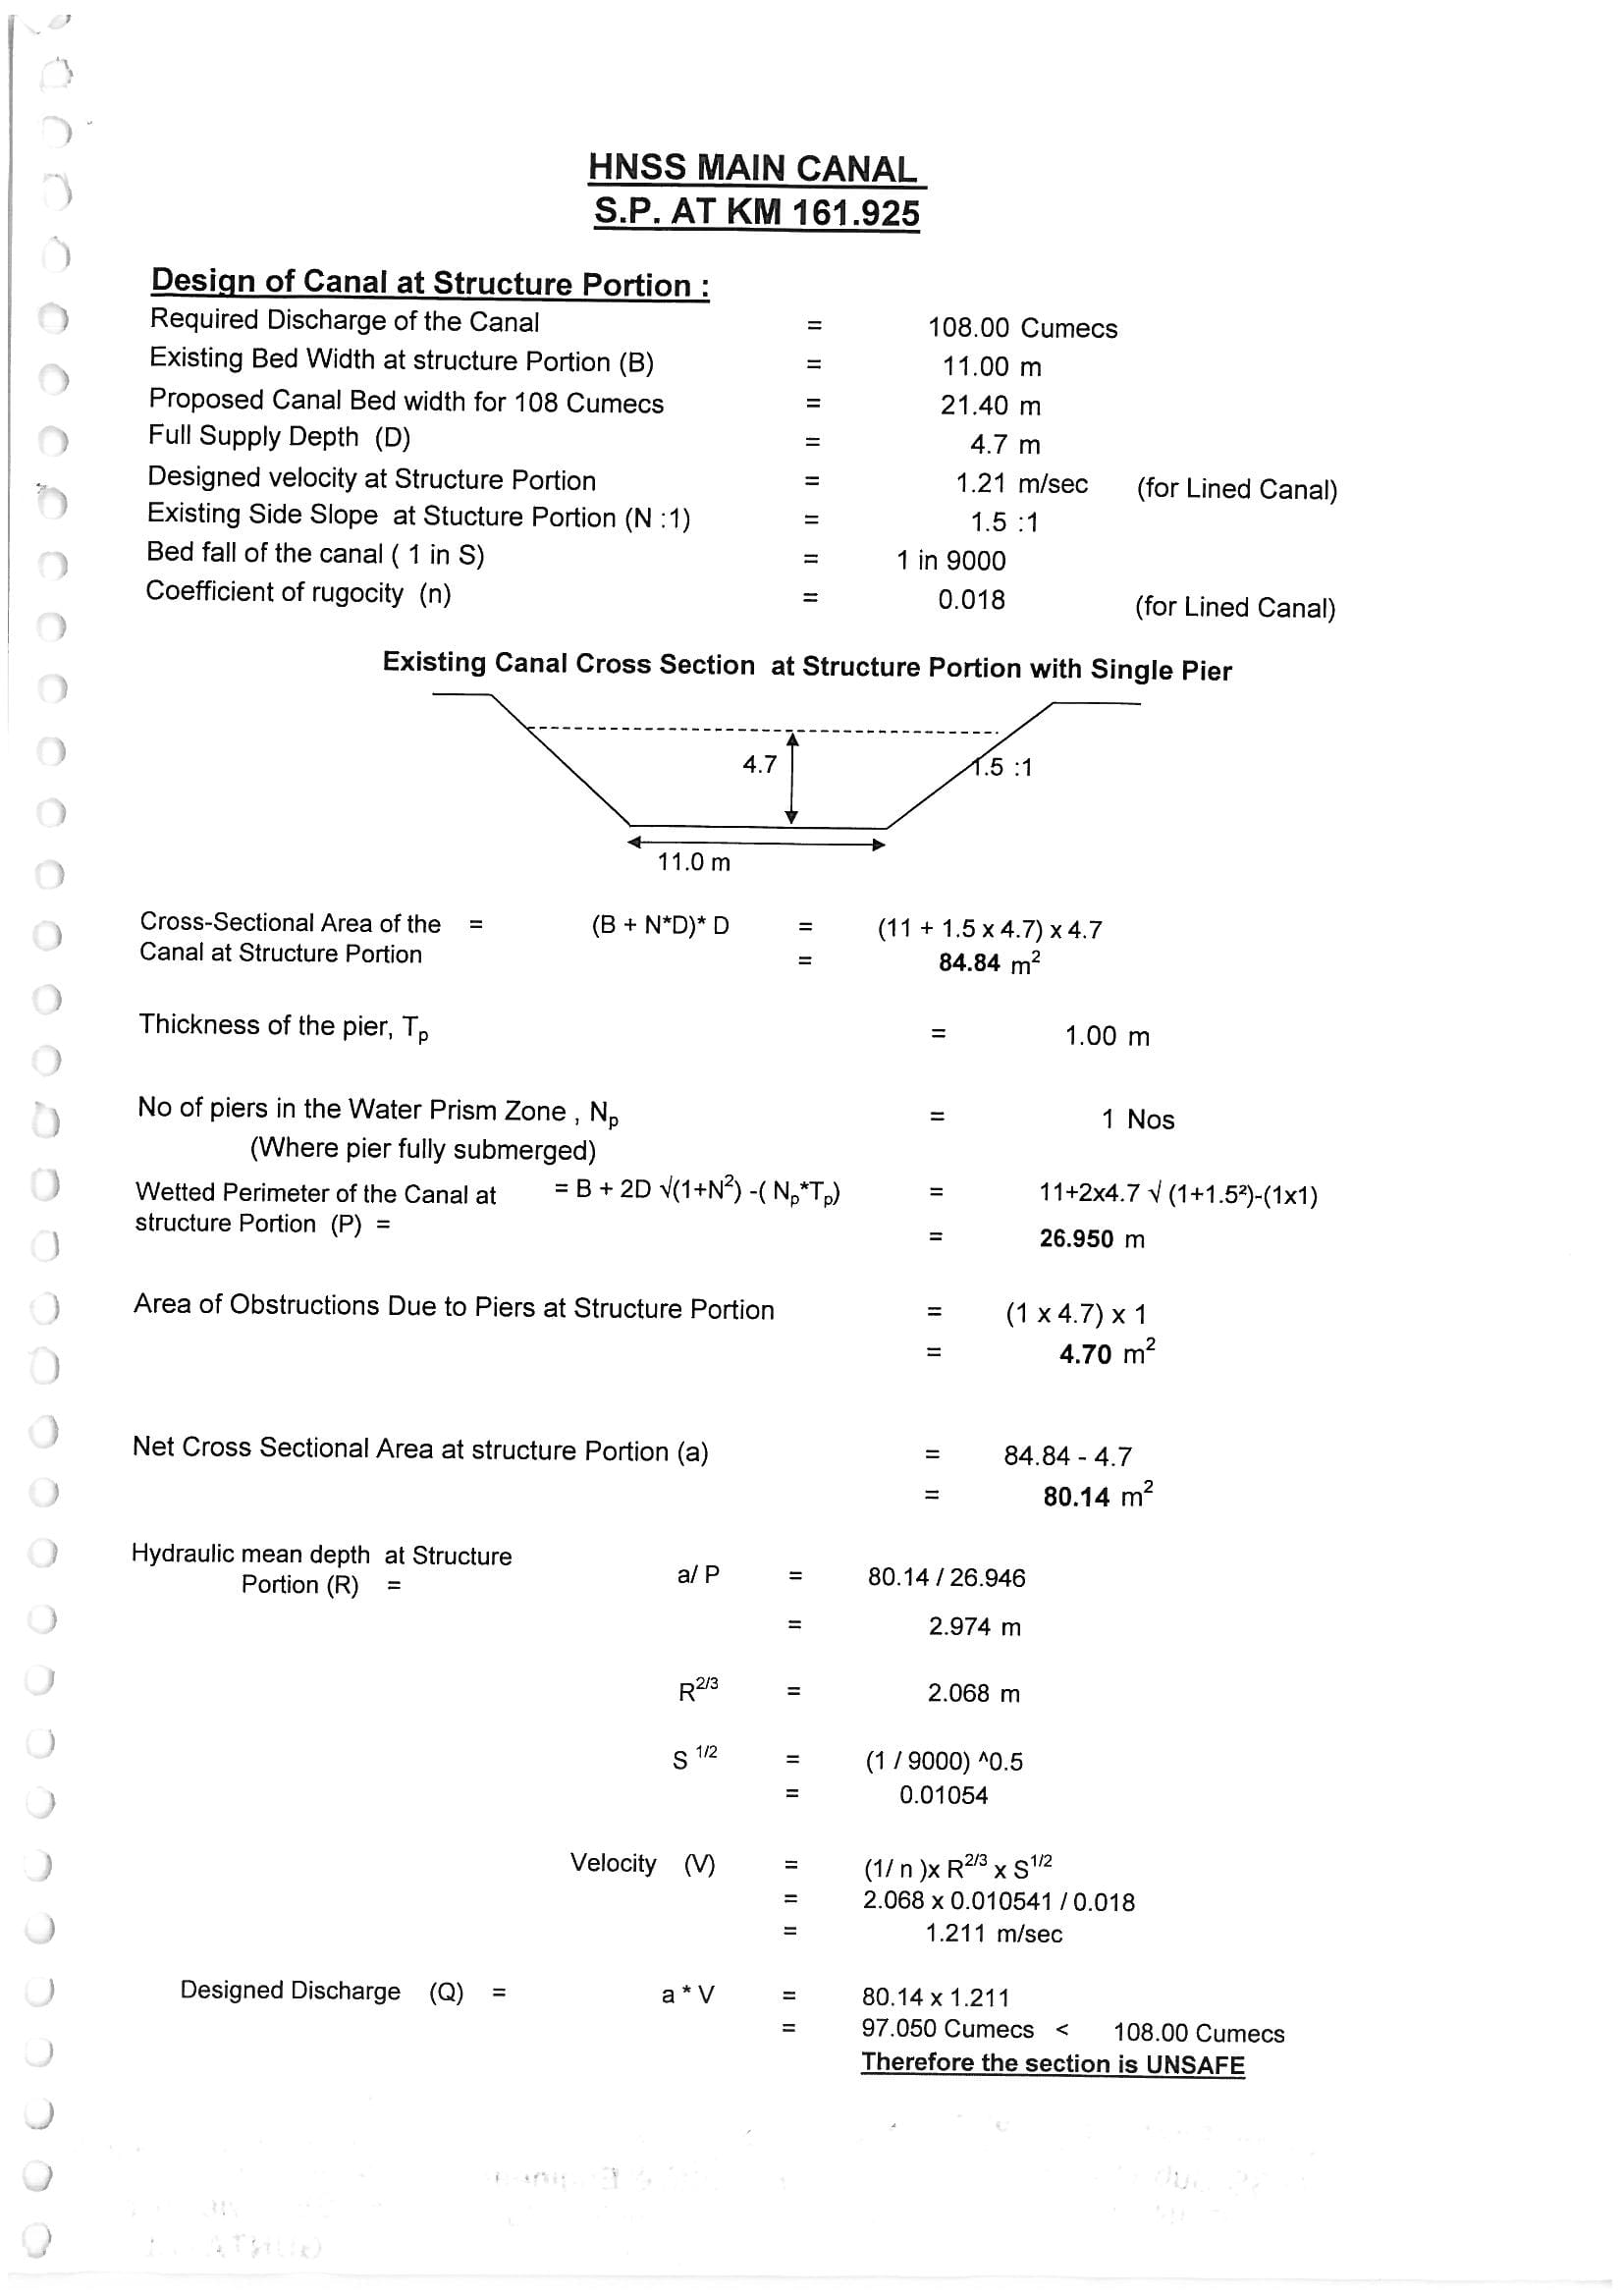 HNSS MAIN CANAL
S.P. AT KM 161.925
Design of Canal at Structure Portion :
Required Discharge of the Canal = 108.00 Cumecs
Existing Bed Width at structure Portion (B) = 11.00 m
Proposed Canal Bed width for 108 Cumecs = 21.40 m
Full Supply Depth (D) = 4.7 m
Designed velocity at Structure Portion = 1.21 m/sec (for Lined Canal)
Existing Side Slope at Stucture Portion (N :1) = 1.5 :1
Bed fall of the canal ( 1 in S) = 1 in 9000
Coefficient of rugocity (n) = 0.018 (for Lined Canal)
Existing Canal Cross Section at Structure Portion with Single Pier
4.7
1.5 :1
11.0 m
Cross-Sectional Area of the = (B + N*D)* D = (11 + 1.5 x 4.7) x 4.7
Canal at Structure Portion = 84.84 m²
Thickness of the pier, Tp = 1.00 m
No of piers in the Water Prism Zone , Np = 1 Nos
(Where pier fully submerged)
Wetted Perimeter of the Canal at = B + 2D √(1+N²) -( Np*Tp) = 11+2x4.7 √ (1+1.5²)-(1x1)
structure Portion (P) =
= 26.950 m
Area of Obstructions Due to Piers at Structure Portion = (1 x 4.7) x 1
= 4.70 m²
Net Cross Sectional Area at structure Portion (a) = 84.84 - 4.7
= 80.14 m²
Hydraulic mean depth at Structure
Portion (R) = a/ P = 80.14 / 26.946
= 2.974 m
R^2/3 = 2.068 m
S ^1/2 = (1 / 9000) ^0.5
= 0.01054
Velocity (V) = (1/ n )x R^2/3 x S^1/2
= 2.068 x 0.010541 / 0.018
= 1.211 m/sec
Designed Discharge (Q) = a * V = 80.14 x 1.211
= 97.050 Cumecs < 108.00 Cumecs
Therefore the section is UNSAFE